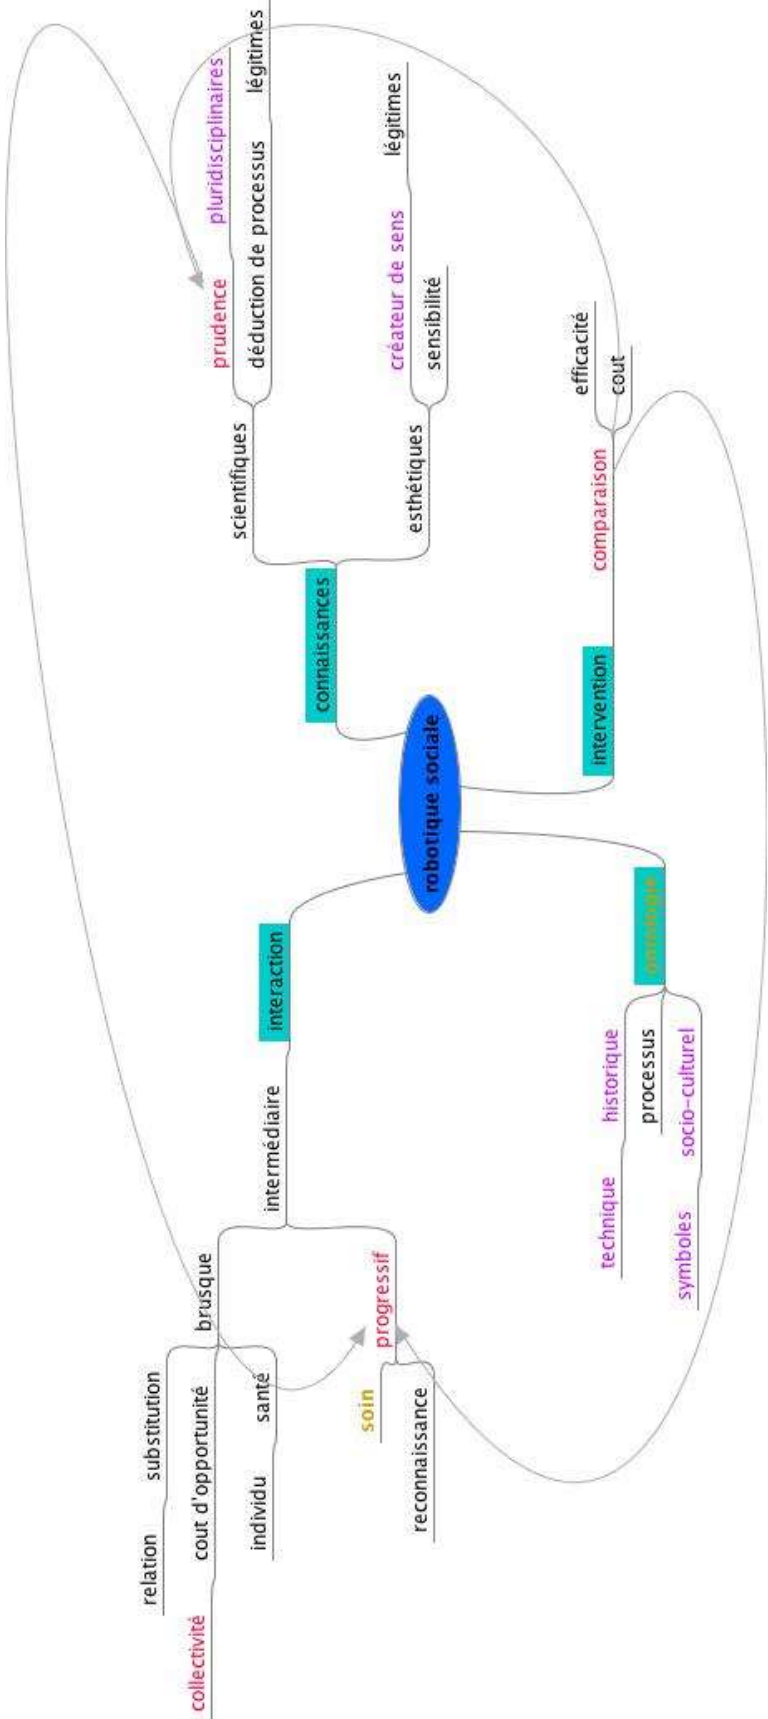 robotique sociale
connaissances
scientifiques
prudence
pluridisciplinaires
déduction de processus
légitimes
esthétiques
créateur de sens
légitimes
sensibilité
intervention
comparaison
efficacité
cout
interaction
intermédiaire
brusque
substitution
relation
cout d'opportunité
collectivité
santé
individu
progressif
soin
reconnaissance
ontologie
historique
technique
processus
socio-culturel
symboles